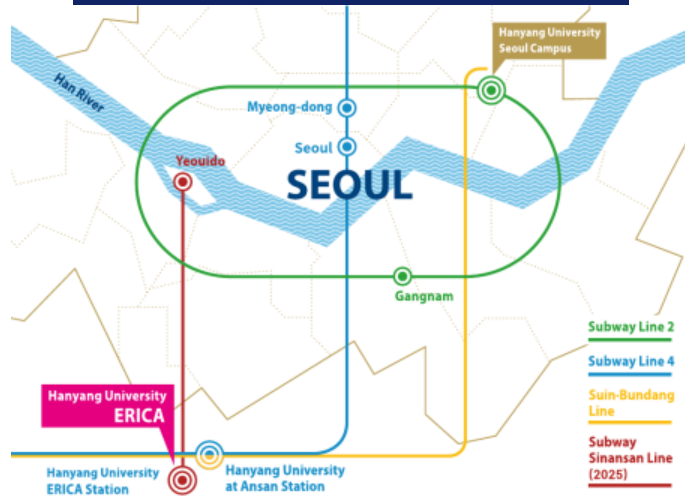 Hanyang University
Seoul Campus
Han River
Myeong-dong
Seoul
Yeouido
SEOUL
Gangnam
Subway Line 2
Subway Line 4
Suin-Bundang
Line
Subway
Sinansan Line
(2025)
Hanyang University
ERICA
Hanyang University
ERICA Station
Hanyang University
at Ansan Station